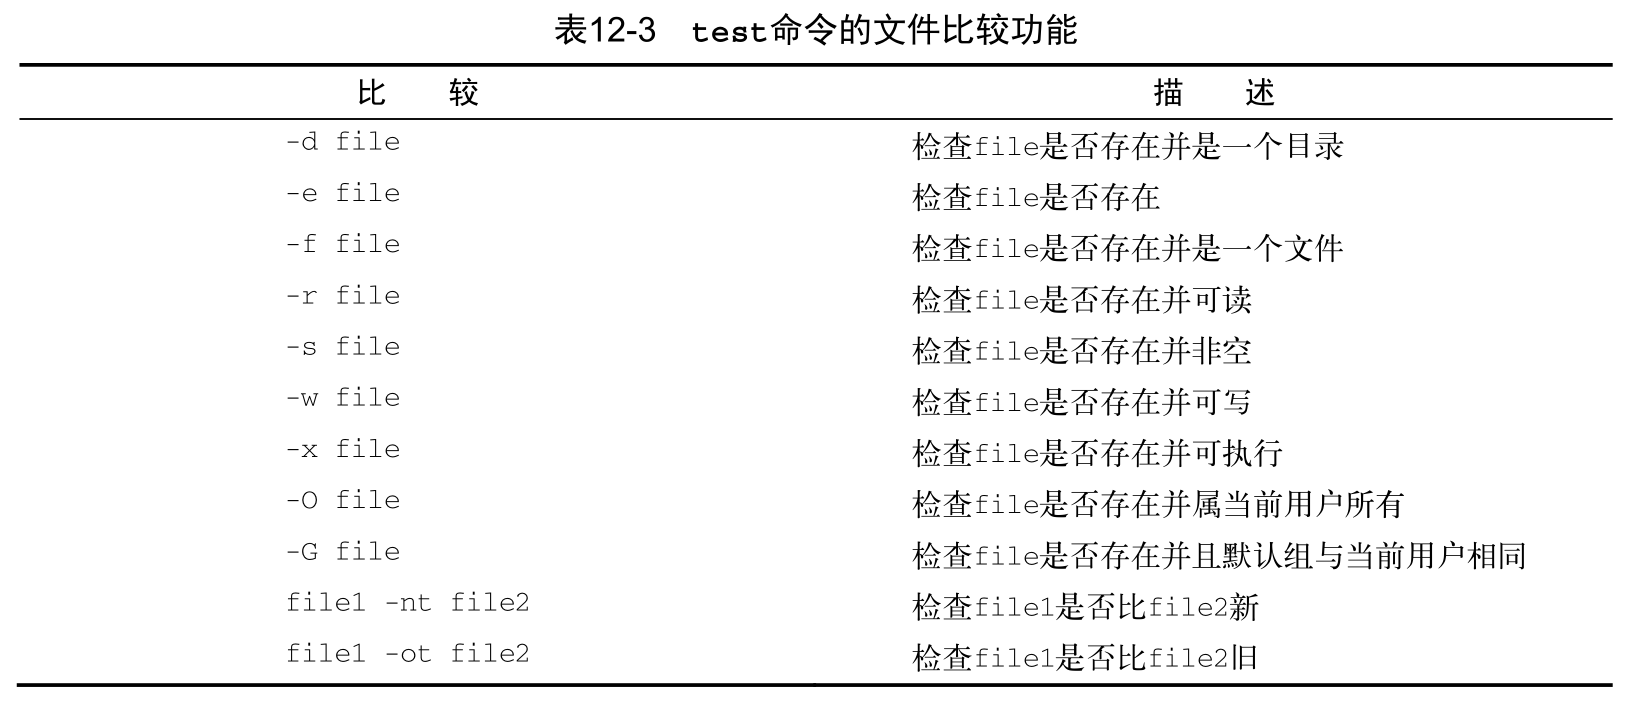 表12-3 test命令的文件比较功能
比 较 描 述
-d file 检查file是否存在并是一个目录
-e file 检查file是否存在
-f file 检查file是否存在并是一个文件
-r file 检查file是否存在并可读
-s file 检查file是否存在并非空
-w file 检查file是否存在并可写
-x file 检查file是否存在并可执行
-O file 检查file是否存在并属当前用户所有
-G file 检查file是否存在并且默认组与当前用户相同
file1 -nt file2 检查file1是否比file2新
file1 -ot file2 检查file1是否比file2旧